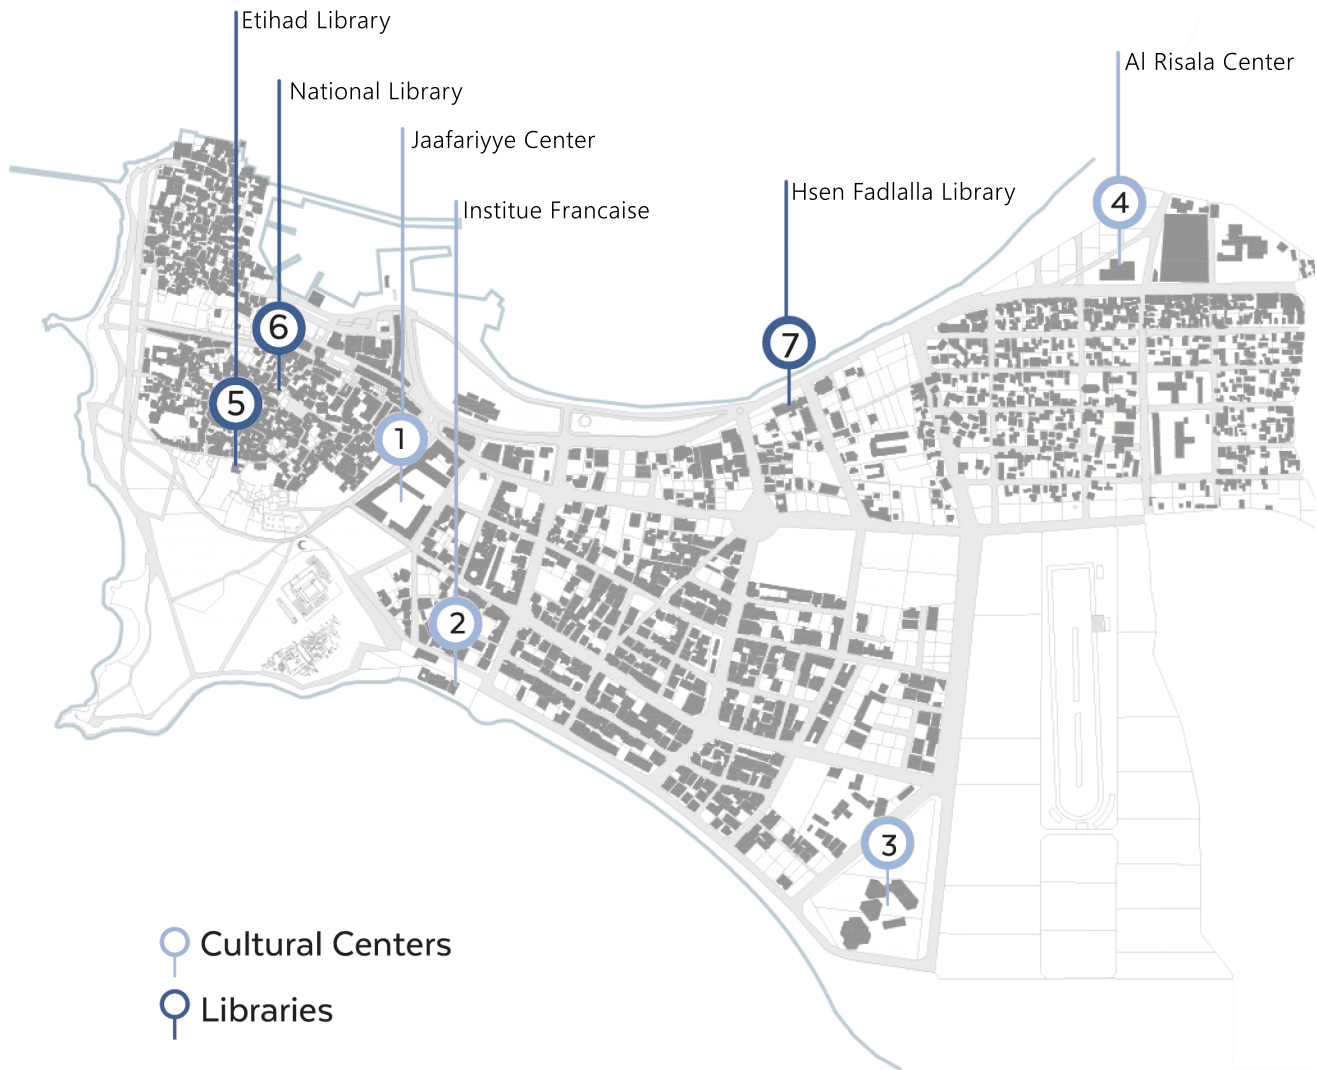 Etihad Library
National Library
Jaafariyye Center
Institue Francaise
Hsen Fadlalla Library
Al Risala Center
4
6
7
5
1
2
3
Cultural Centers
Libraries